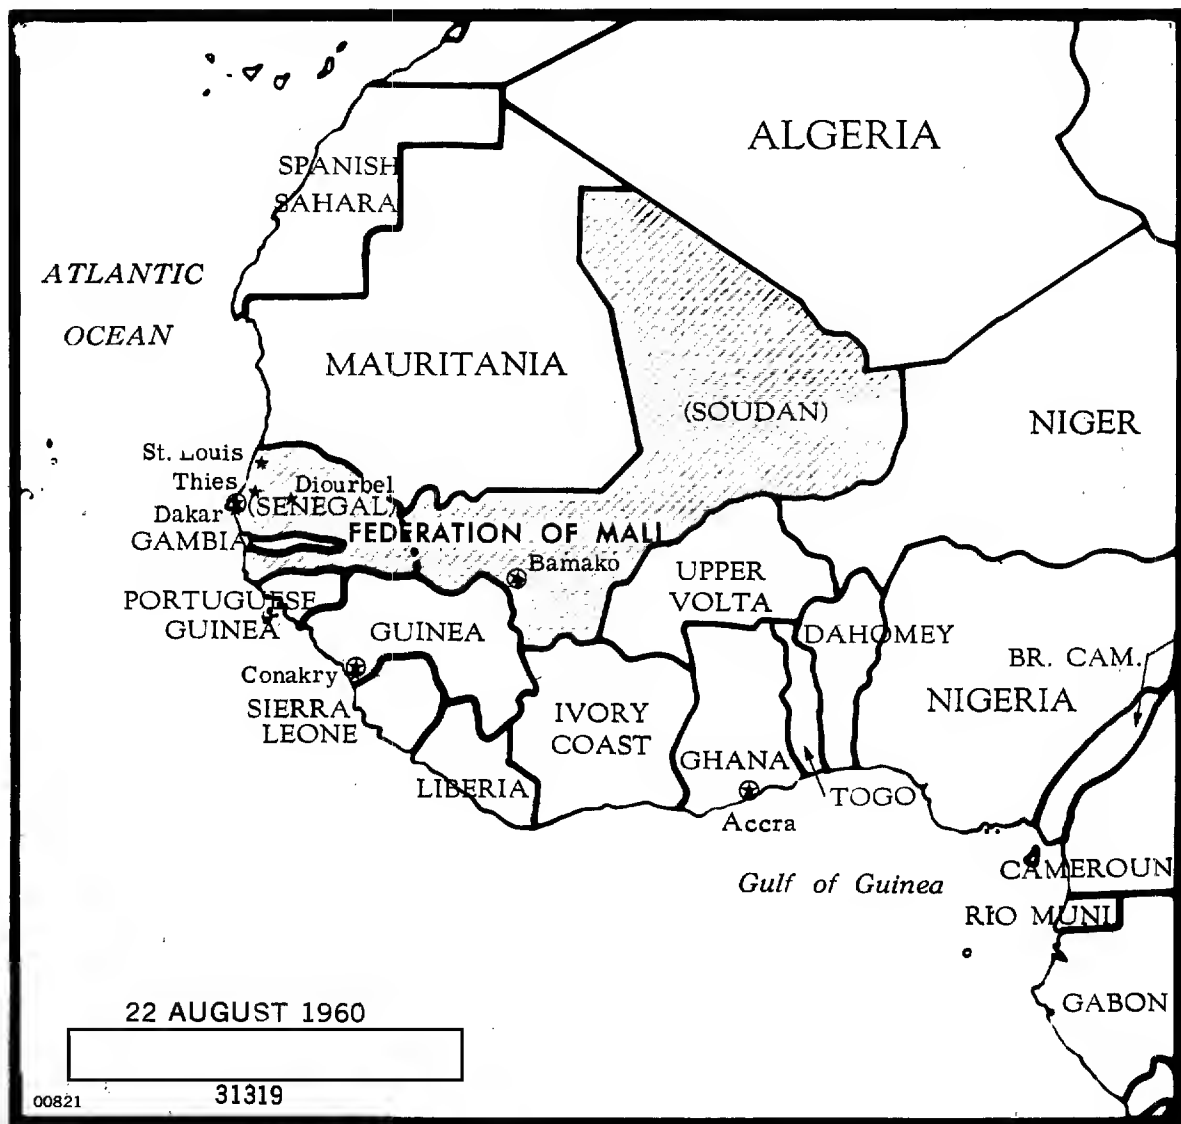 ALGERIA
SPANISH
SAHARA
ATLANTIC
OCEAN
MAURITANIA
(SOUDAN)
NIGER
St. Louis
Thies
Diourbel
Dakar
(SENEGAL)
GAMBIA
FEDERATION OF MALI
Bamako
UPPER
VOLTA
PORTUGUESE
GUINEA
GUINEA
DAHOMEY
BR. CAM.
Conakry
NIGERIA
SIERRA
LEONE
IVORY
COAST
GHANA
LIBERIA
TOGO
Accra
CAMEROUN
Gulf of Guinea
RIO MUNI
GABON
22 AUGUST 1960
31319
00821